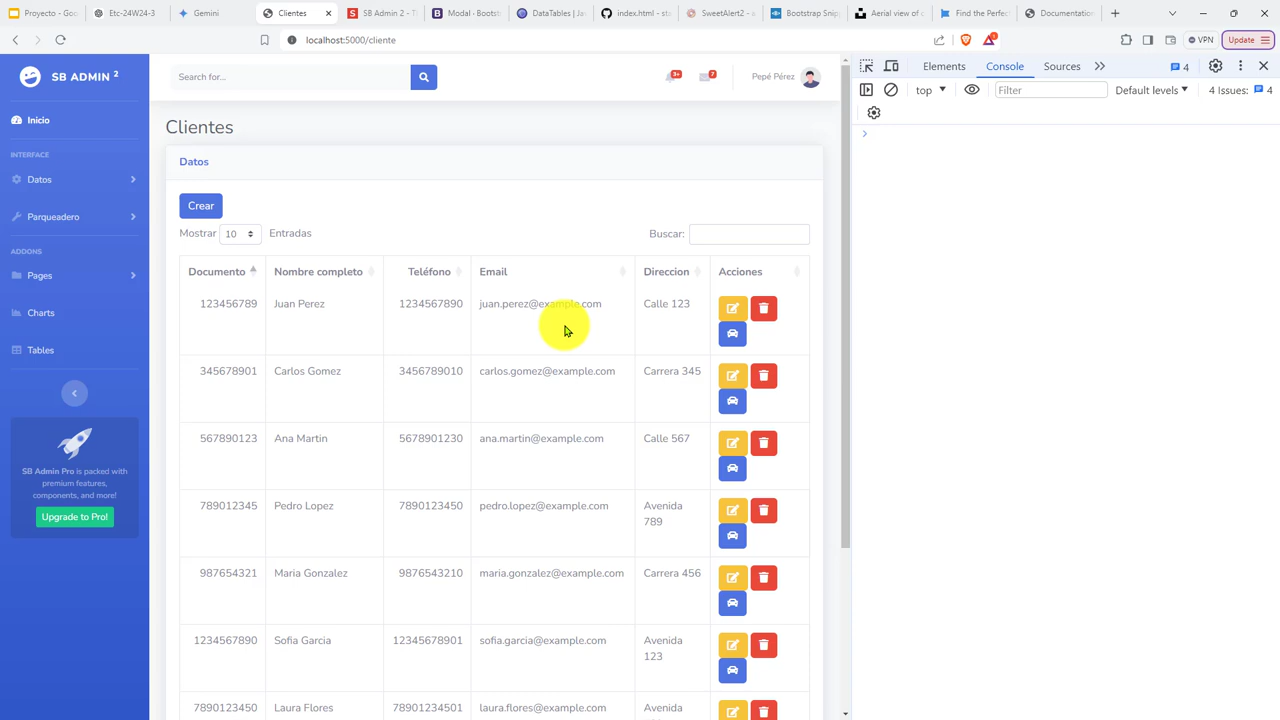 Proyecto - Goo
Etc-24W24-3
Gemini
Clientes
SB Admin 2 - Ti
Modal · Bootst
DataTables | Ja
index.html - sta
SweetAlert2 - a
Bootstrap Snip
Aerial view of c
Find the Perfec
Documentation
localhost:5000/cliente
VPN
Update
SB ADMIN 2
Search for...
3+
7
Pepé Pérez
Elements
Console
Sources
4
top
Filter
Default levels
4 Issues:
4
Inicio
INTERFACE
Datos
Parqueadero
ADDONS
Pages
Charts
Tables
SB Admin Pro is packed with
premium features,
components, and more!
Upgrade to Pro!
Clientes
Datos
Crear
Mostrar 10 Entradas
Buscar:
Documento Nombre completo Teléfono Email Direccion Acciones
123456789 Juan Perez 1234567890 juan.perez@example.com Calle 123
345678901 Carlos Gomez 3456789010 carlos.gomez@example.com Carrera 345
567890123 Ana Martin 5678901230 ana.martin@example.com Calle 567
789012345 Pedro Lopez 7890123450 pedro.lopez@example.com Avenida
789
987654321 Maria Gonzalez 9876543210 maria.gonzalez@example.com Carrera 456
1234567890 Sofia Garcia 12345678901 sofia.garcia@example.com Avenida
123
7890123450 Laura Flores 78901234501 laura.flores@example.com Avenida